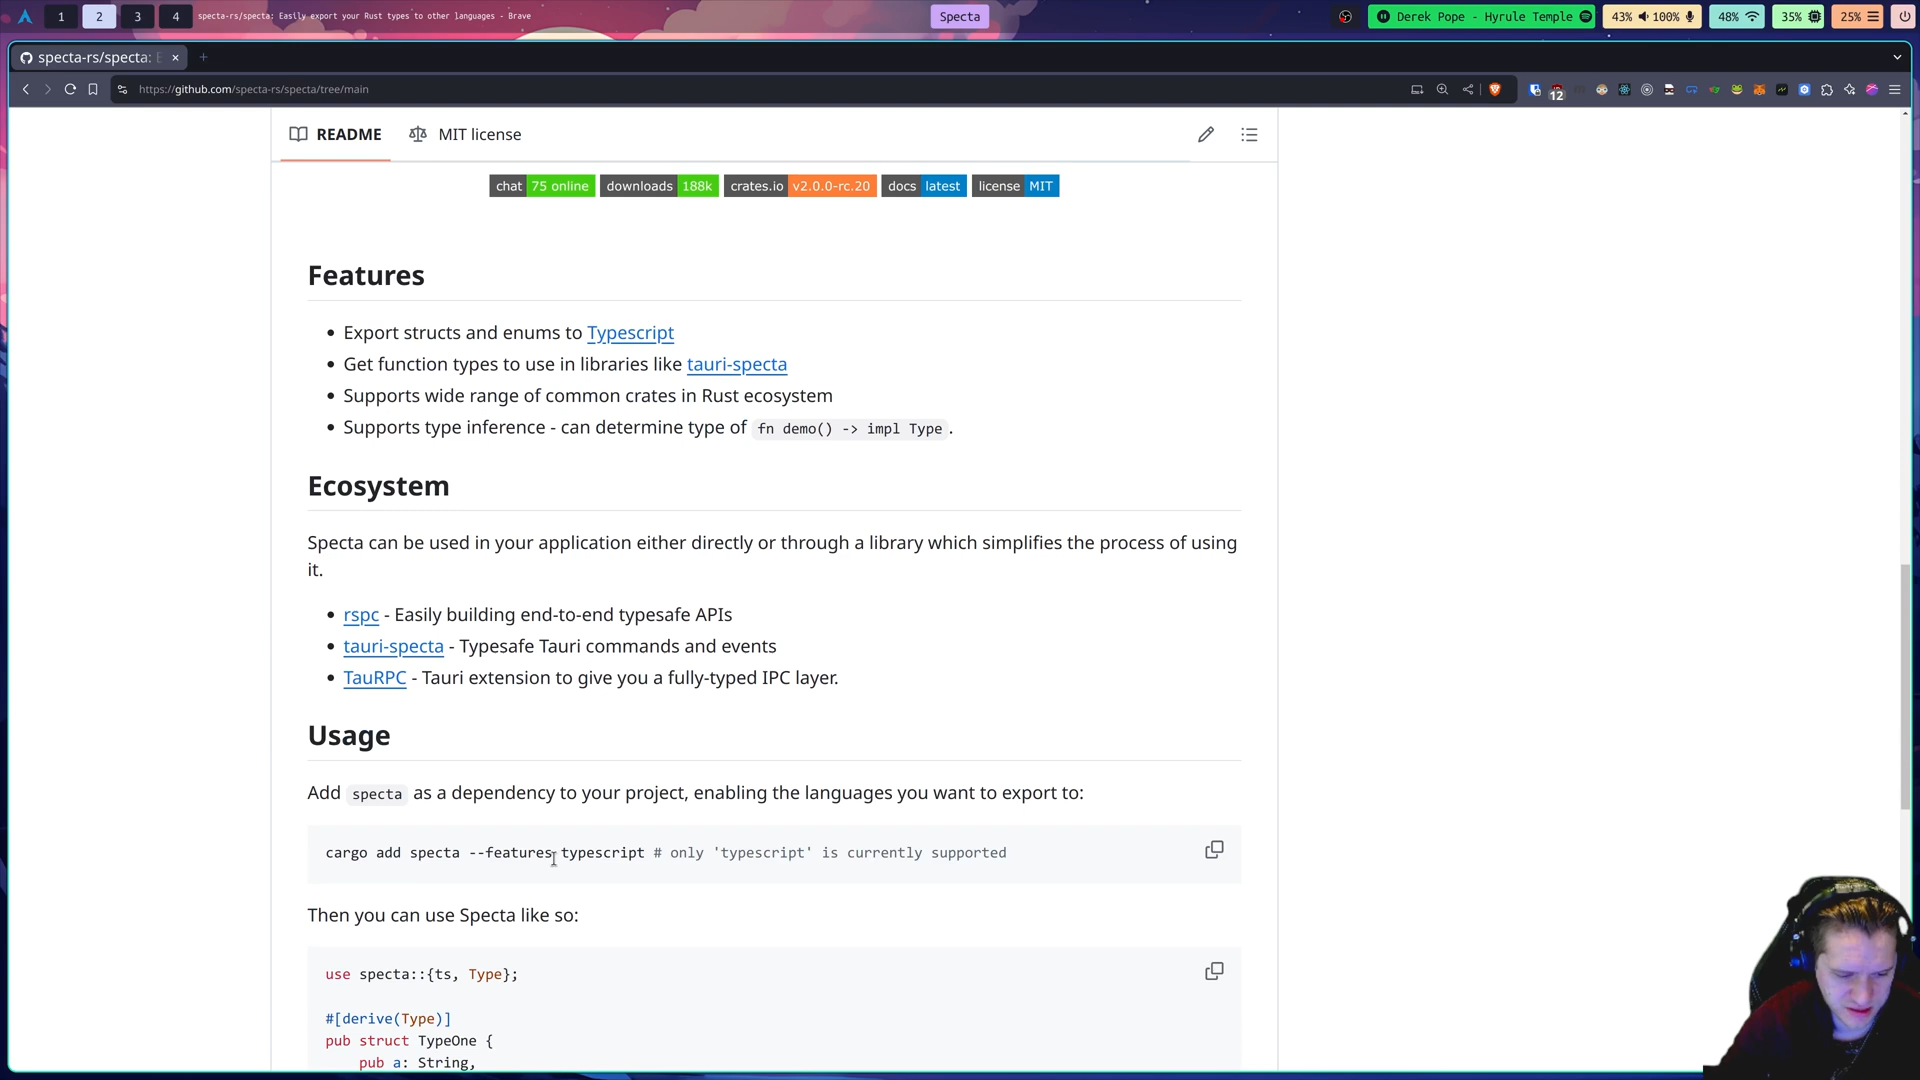 1 2 3 4 specta-rs/specta: Easily export your Rust types to other languages - Brave Specta Derek Pope - Hyrule Temple 43% 100% 48% 35% 25%
specta-rs/specta: E
https://github.com/specta-rs/specta/tree/main 12
README MIT license
chat 75 online downloads 188k crates.io v2.0.0-rc.20 docs latest license MIT
Features
Export structs and enums to Typescript
Get function types to use in libraries like tauri-specta
Supports wide range of common crates in Rust ecosystem
Supports type inference - can determine type of fn demo() -> impl Type.
Ecosystem
Specta can be used in your application either directly or through a library which simplifies the process of using
it.
rspc - Easily building end-to-end typesafe APIs
tauri-specta - Typesafe Tauri commands and events
TauRPC - Tauri extension to give you a fully-typed IPC layer.
Usage
Add specta as a dependency to your project, enabling the languages you want to export to:
cargo add specta --features typescript # only 'typescript' is currently supported
Then you can use Specta like so:
use specta::{ts, Type};
#[derive(Type)]
pub struct TypeOne {
pub a: String,